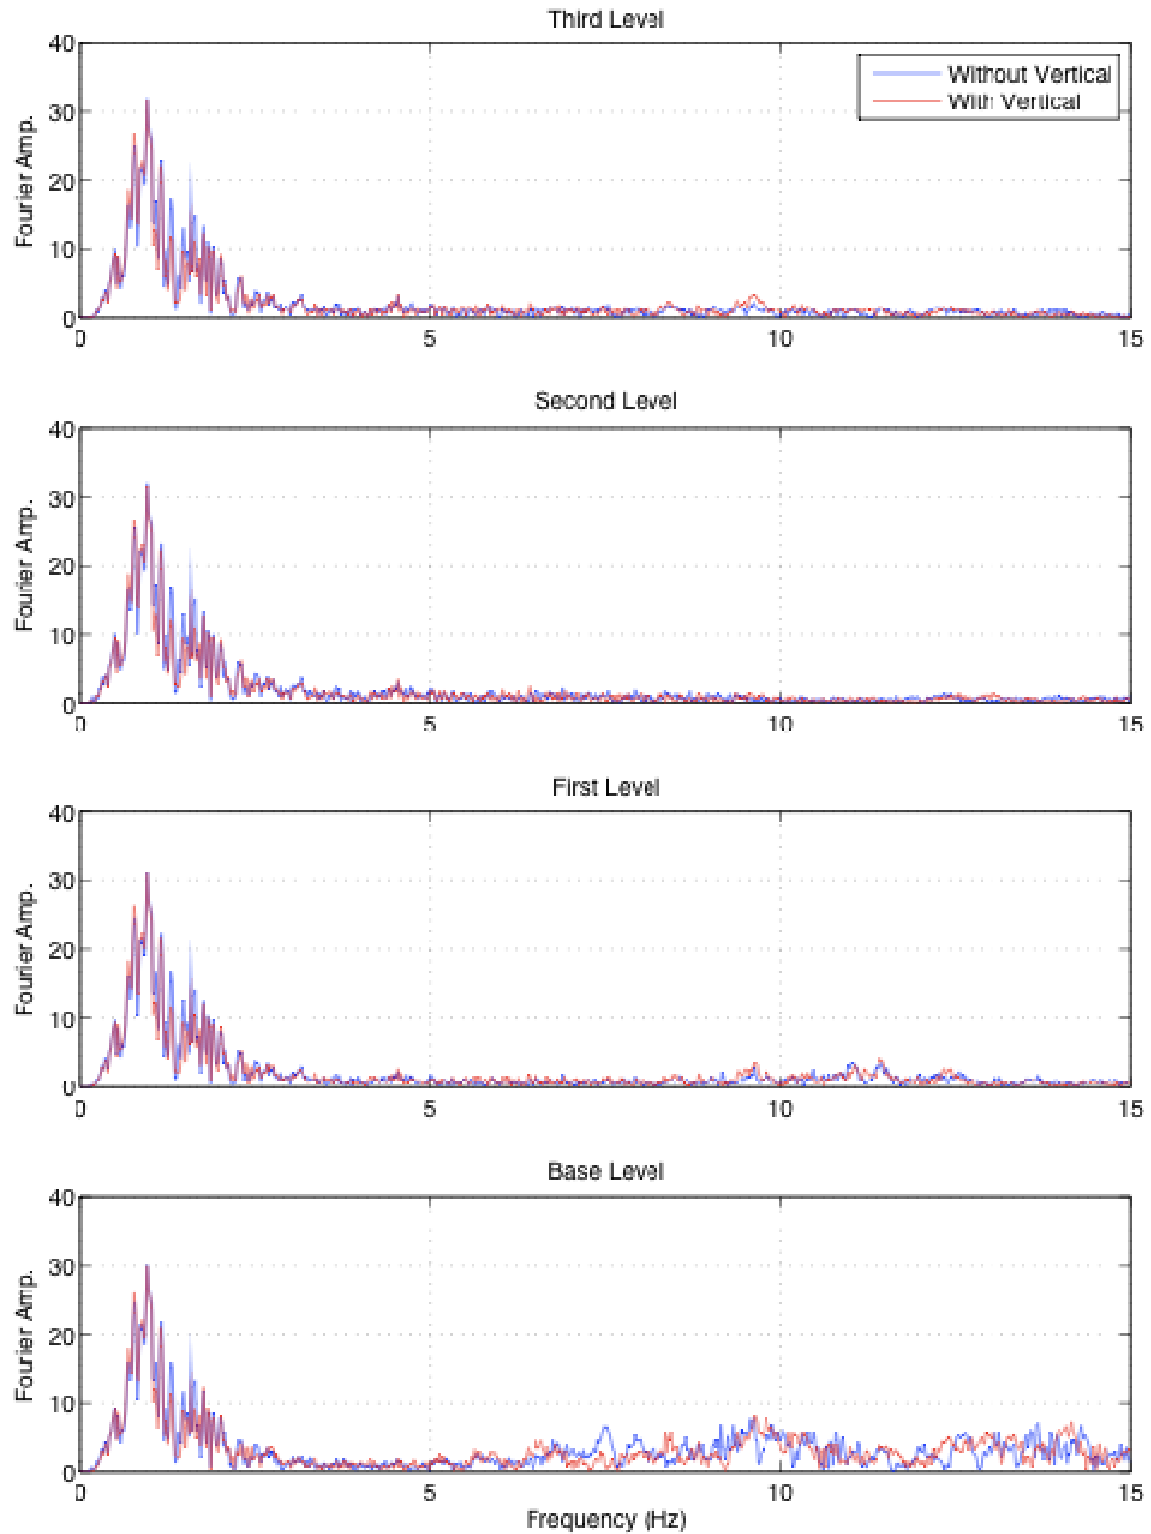 Third Level
40
30
20
10
0
Fourier Amp.
Without Vertical
With Vertical
0 5 10 15
Second Level
40
30
20
10
0
Fourier Amp.
0 5 10 15
First Level
40
30
20
10
0
Fourier Amp.
0 5 10 15
Base Level
40
30
20
10
0
Fourier Amp.
0 5 10 15
Frequency (Hz)